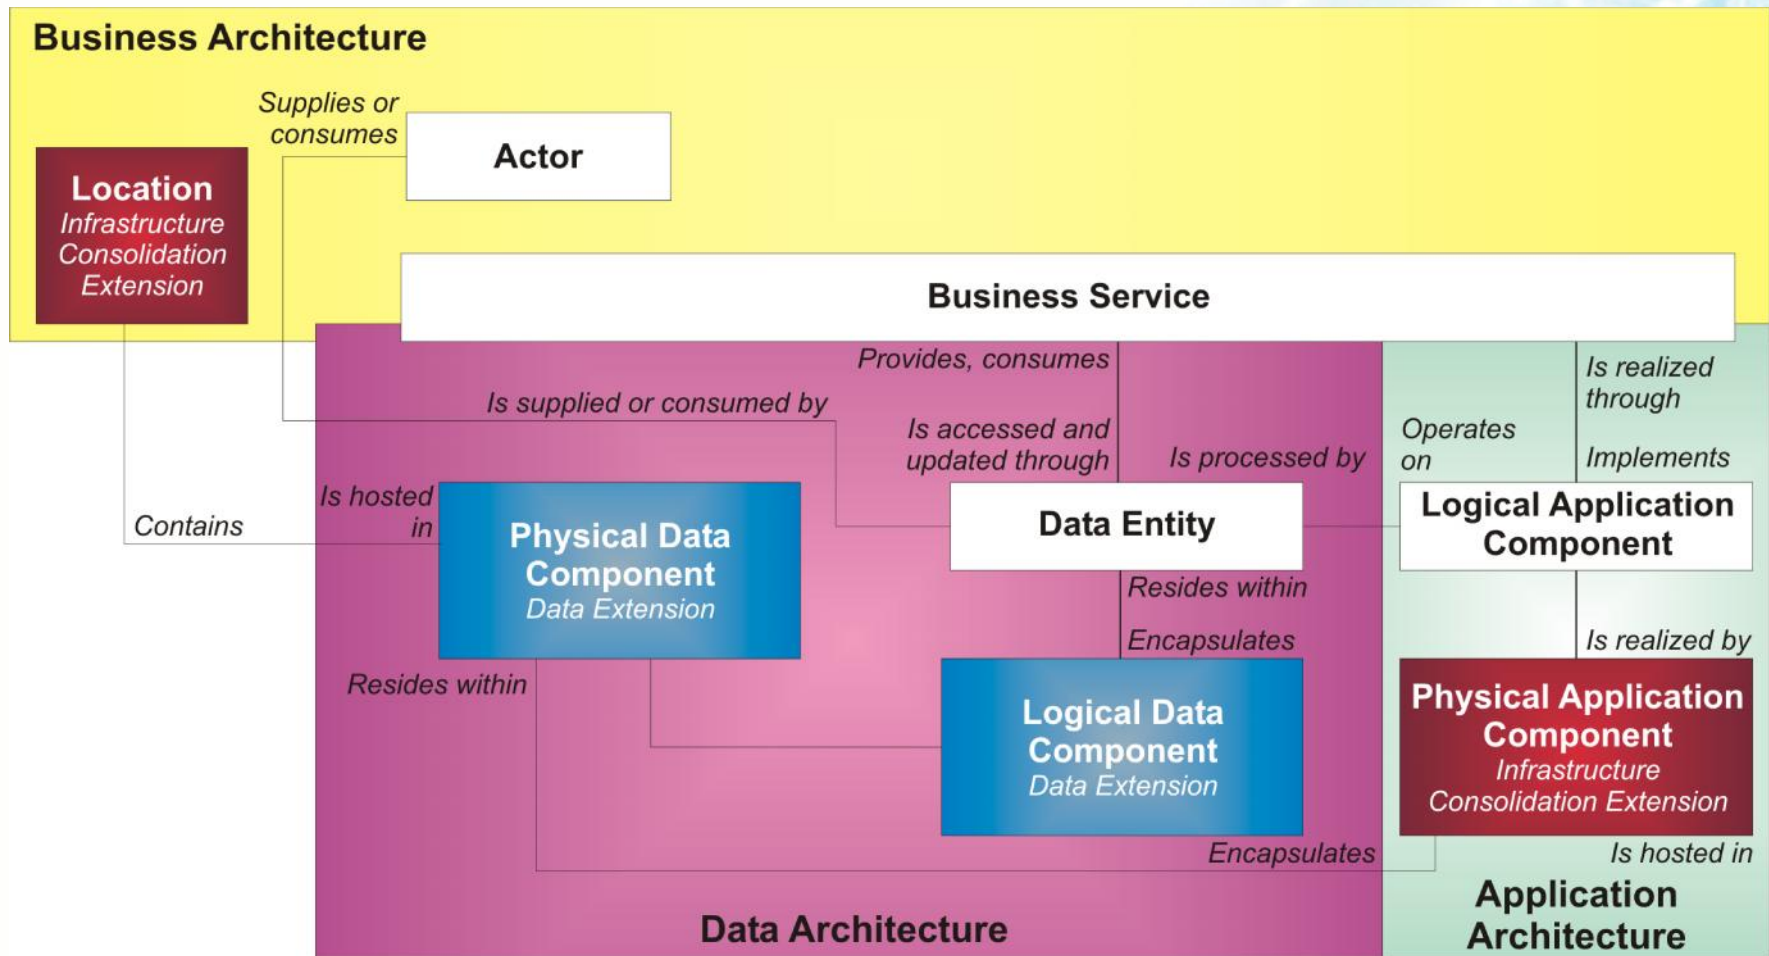 Business Architecture
Supplies or
consumes
Actor
Location
Infrastructure
Consolidation
Extension
Business Service
Provides, consumes
Is realized
through
Is supplied or consumed by
Is accessed and
updated through
Is processed by
Operates
on
Implements
Contains
Is hosted
in
Physical Data
Component
Data Extension
Data Entity
Logical Application
Component
Resides within
Encapsulates
Is realized by
Resides within
Logical Data
Component
Data Extension
Physical Application
Component
Infrastructure
Consolidation Extension
Encapsulates
Is hosted in
Data Architecture
Application
Architecture